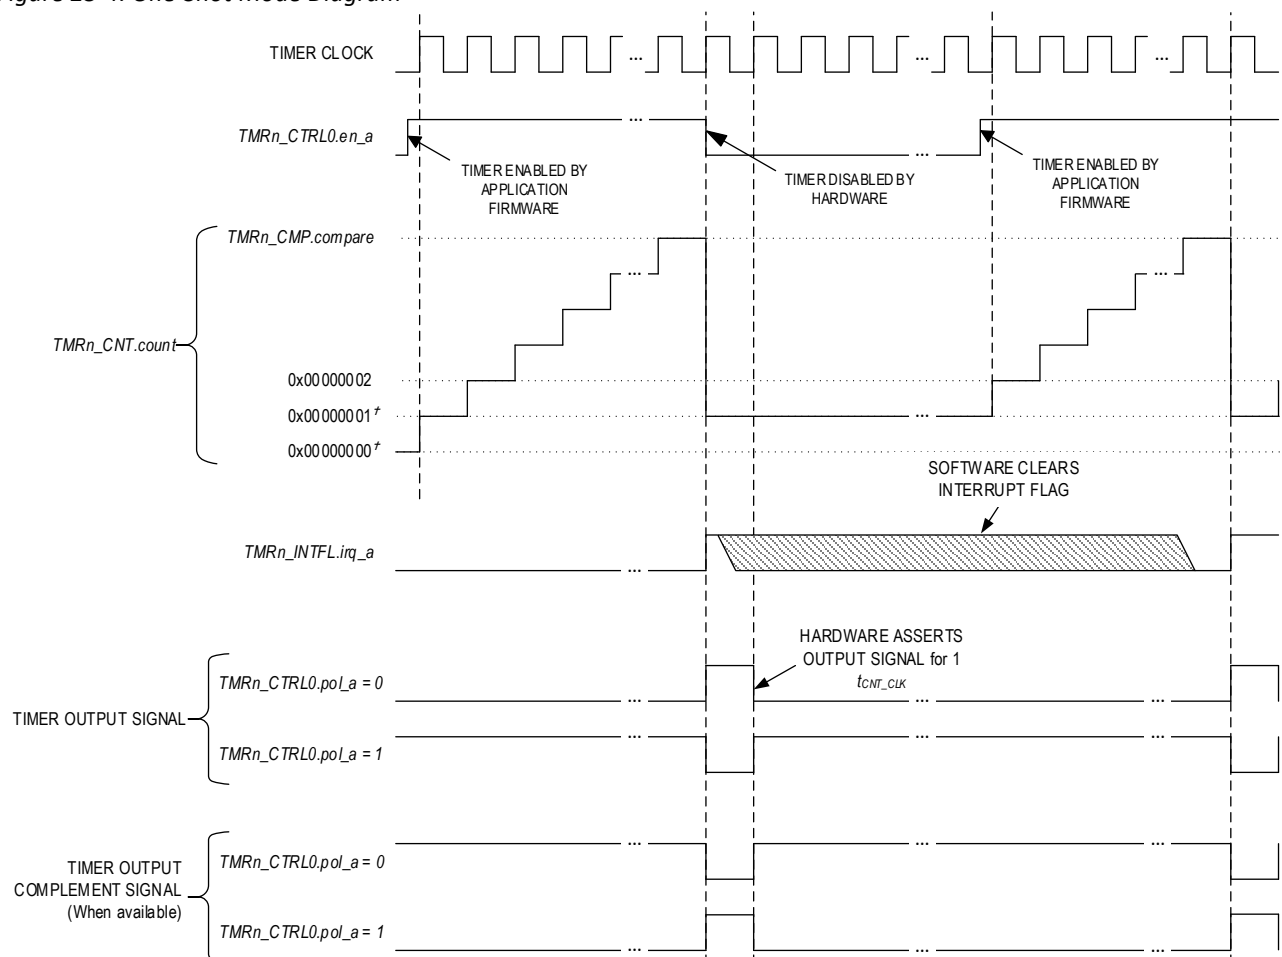 TIMER CLOCK
...
...
...
TMRn_CTRL0.en_a
...
...
TIMER ENABLED BY
APPLICATION
FIRMWARE
TIMER DISABLED BY
HARDWARE
TIMER ENABLED BY
APPLICATION
FIRMWARE
TMRn_CMP.compare
...
...
TMRn_CNT.count
0x00000002
0x00000001†
...
0x00000000†
SOFTWARE CLEARS
INTERRUPT FLAG
TMRn_INTFL.irq_a
...
HARDWARE ASSERTS
OUTPUT SIGNAL for 1
tCNT_CLK
TIMER OUTPUT SIGNAL
TMRn_CTRL0.pol_a = 0
...
...
...
TMRn_CTRL0.pol_a = 1
...
...
...
TIMER OUTPUT
COMPLEMENT SIGNAL
(When available)
TMRn_CTRL0.pol_a = 0
...
...
...
TMRn_CTRL0.pol_a = 1
...
...
...